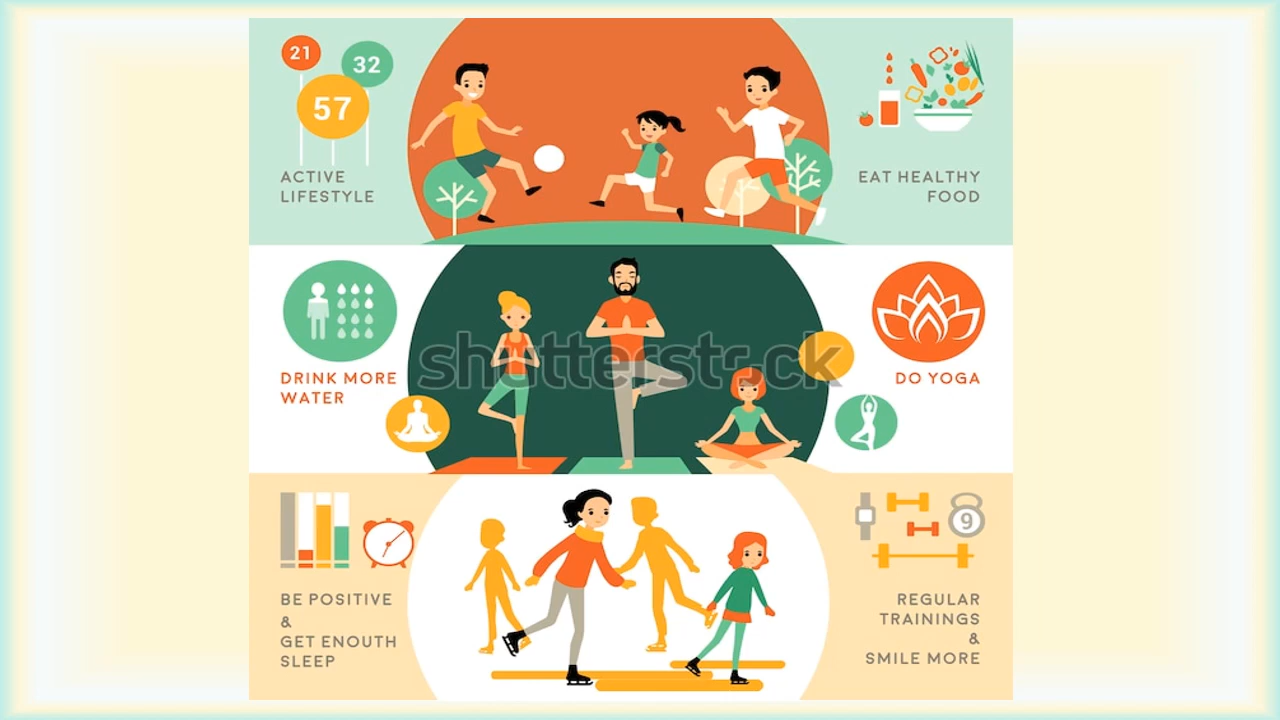 21
32
57
ACTIVE
LIFESTYLE
EAT HEALTHY
FOOD
shutterstock
DRINK MORE
WATER
DO YOGA
9
BE POSITIVE
&
GET ENOUTH
SLEEP
REGULAR
TRAININGS
&
SMILE MORE